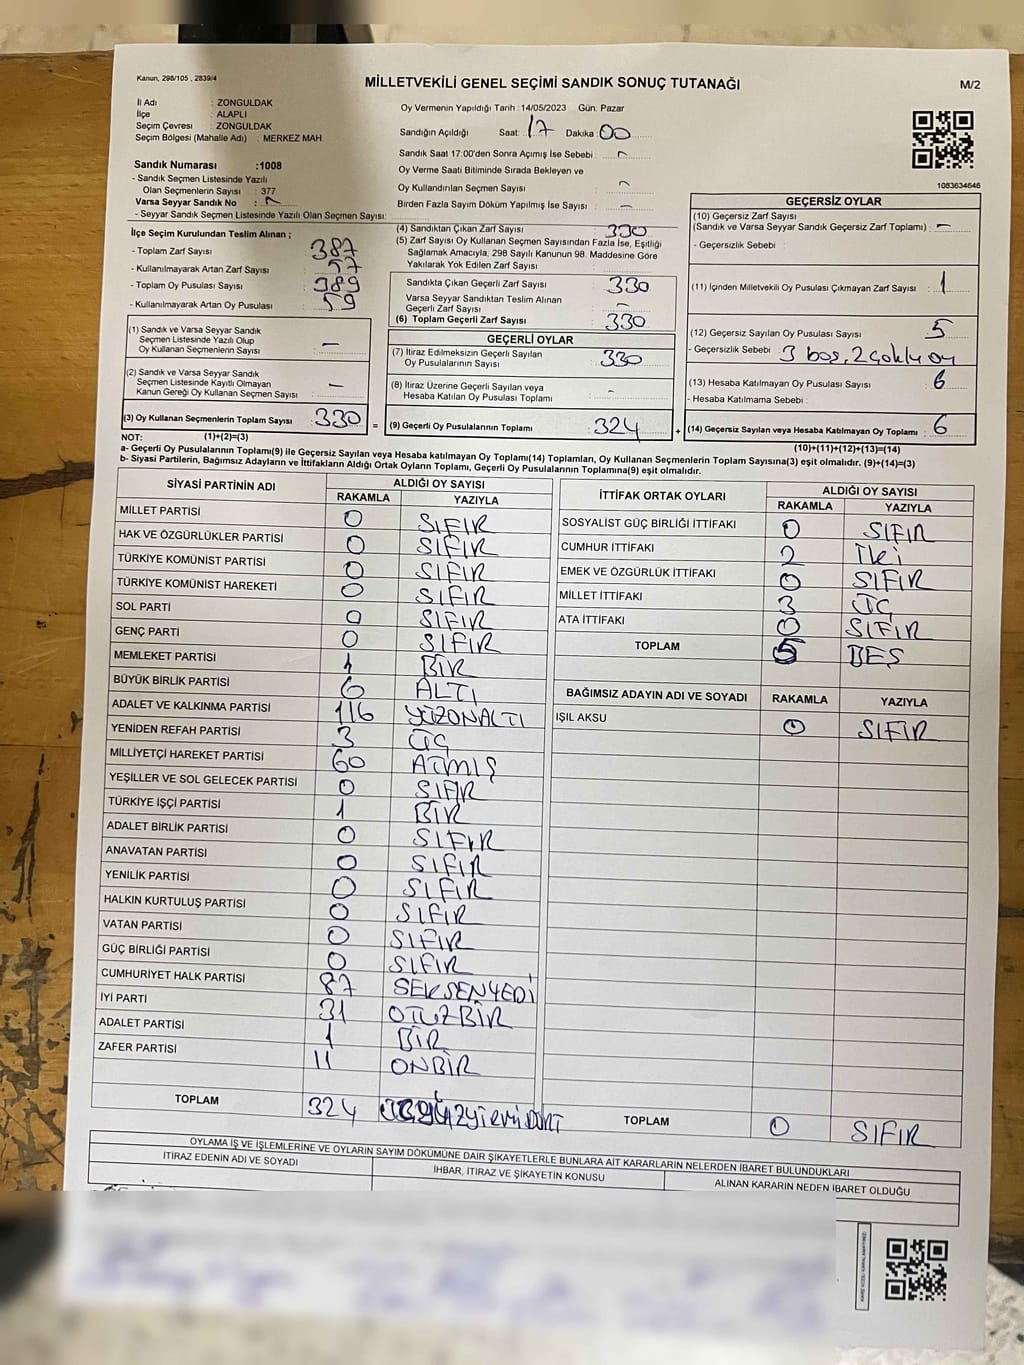 Kanun, 298/105 , 2839/4
MİLLETVEKİLİ GENEL SEÇİMİ SANDIK SONUÇ TUTANAĞI
M/2
İl Adı : ZONGULDAK
İlçe : ALAPLI
Seçim Çevresi : ZONGULDAK
Seçim Bölgesi (Mahalle Adı) : MERKEZ MAH
Sandık Numarası :1008
- Sandık Seçmen Listesinde Yazılı
Olan Seçmenlerin Sayısı : 377
Varsa Seyyar Sandık No :
- Seyyar Sandık Seçmen Listesinde Yazılı Olan Seçmen Sayısı:
Oy Vermenin Yapıldığı Tarih :14/05/2023 Gün: Pazar
Sandığın Açıldığı Saat: 17 Dakika: 00
Sandık Saat 17:00'den Sonra Açımış İse Sebebi :
Oy Verme Saati Bitiminde Sırada Bekleyen ve
Oy Kullandırılan Seçmen Sayısı :
Birden Fazla Sayım Döküm Yapılmış İse Sayısı : -
1083634646
İlçe Seçim Kurulundan Teslim Alınan ;
- Toplam Zarf Sayısı : 387
- Kullanılmayarak Artan Zarf Sayısı : 57
- Toplam Oy Pusulası Sayısı : 389
- Kullanılmayarak Artan Oy Pusulası : 59
(4) Sandıktan Çıkan Zarf Sayısı : 330
(5) Zarf Sayısı Oy Kullanan Seçmen Sayısından Fazla İse, Eşitliği
Sağlamak Amacıyla, 298 Sayılı Kanunun 98. Maddesine Göre
Yakılarak Yok Edilen Zarf Sayısı :
Sandıkta Çıkan Geçerli Zarf Sayısı : 330
Varsa Seyyar Sandıktan Teslim Alınan
Geçerli Zarf Sayısı : -
(6) Toplam Geçerli Zarf Sayısı : 330
GEÇERLİ OYLAR
(7) İtiraz Edilmeksizin Geçerli Sayılan
Oy Pusulalarının Sayısı : 330
(8) İtiraz Üzerine Geçerli Sayılan veya
Hesaba Katılan Oy Pusulası Toplamı : -
(9) Geçerli Oy Pusulalarının Toplamı : 324
GEÇERSİZ OYLAR
(10) Geçersiz Zarf Sayısı
(Sandık ve Varsa Seyyar Sandık Geçersiz Zarf Toplamı) : -
- Geçersizlik Sebebi :
(11) İçinden Milletvekili Oy Pusulası Çıkmayan Zarf Sayısı : 1
(12) Geçersiz Sayılan Oy Pusulası Sayısı : 5
- Geçersizlik Sebebi : 3 boş, 2 çoklu oy
(13) Hesaba Katılmayan Oy Pusulası Sayısı : 6
- Hesaba Katılmama Sebebi :
(14) Geçersiz Sayılan veya Hesaba Katılmayan Oy Toplamı : 6
(1) Sandık ve Varsa Seyyar Sandık
Seçmen Listesinde Yazılı Olup
Oy Kullanan Seçmenlerin Sayısı : -
(2) Sandık ve Varsa Seyyar Sandık
Seçmen Listesinde Kayıtlı Olmayan
Kanun Gereği Oy Kullanan Seçmen Sayısı : -
(3) Oy Kullanan Seçmenlerin Toplam Sayısı : 330
= +
NOT: (1)+(2)=(3)
(10)+(11)+(12)+(13)=(14)
a- Geçerli Oy Pusulalarının Toplamı(9) ile Geçersiz Sayılan veya Hesaba katılmayan Oy Toplamı(14) Toplamları, Oy Kullanan Seçmenlerin Toplam Sayısına(3) eşit olmalıdır. (9)+(14)=(3)
b- Siyasi Partilerin, Bağımsız Adayların ve İttifakların Aldığı Ortak Oyların Toplamı, Geçerli Oy Pusulalarının Toplamına(9) eşit olmalıdır.
SİYASİ PARTİNİN ADI ALDIĞI OY SAYISI
RAKAMLA YAZIYLA
MİLLET PARTİSİ 0 SIFIR
HAK VE ÖZGÜRLÜKLER PARTİSİ 0 SIFIR
TÜRKİYE KOMÜNİST PARTİSİ 0 SIFIR
TÜRKİYE KOMÜNİST HAREKETİ 0 SIFIR
SOL PARTİ 0 SIFIR
GENÇ PARTİ 0 SIFIR
MEMLEKET PARTİSİ 1 BİR
BÜYÜK BİRLİK PARTİSİ 6 ALTI
ADALET VE KALKINMA PARTİSİ 116 YÜZONALTI
YENİDEN REFAH PARTİSİ 3 ÜÇ
MİLLİYETÇİ HAREKET PARTİSİ 60 ATMIŞ
YEŞİLLER VE SOL GELECEK PARTİSİ 0 SIFIR
TÜRKİYE İŞÇİ PARTİSİ 1 BİR
ADALET BİRLİK PARTİSİ 0 SIFIR
ANAVATAN PARTİSİ 0 SIFIR
YENİLİK PARTİSİ 0 SIFIR
HALKIN KURTULUŞ PARTİSİ 0 SIFIR
VATAN PARTİSİ 0 SIFIR
GÜÇ BİRLİĞİ PARTİSİ 0 SIFIR
CUMHURİYET HALK PARTİSİ 87 SEKSENYEDİ
İYİ PARTİ 31 OTUZBİR
ADALET PARTİSİ 1 BİR
ZAFER PARTİSİ 11 ONBİR
TOPLAM 324
İTTİFAK ORTAK OYLARI ALDIĞI OY SAYISI
RAKAMLA YAZIYLA
SOSYALİST GÜÇ BİRLİĞİ İTTİFAKI 0 SIFIR
CUMHUR İTTİFAKI 2 İKİ
EMEK VE ÖZGÜRLÜK İTTİFAKI 0 SIFIR
MİLLET İTTİFAKI 3 ÜÇ
ATA İTTİFAKI 0 SIFIR
TOPLAM 5 BEŞ
BAĞIMSIZ ADAYIN ADI VE SOYADI RAKAMLA YAZIYLA
IŞIL AKSU 0 SIFIR
TOPLAM 0 SIFIR
OYLAMA İŞ VE İŞLEMLERİNE VE OYLARIN SAYIM DÖKÜMÜNE DAİR ŞİKAYETLERLE BUNLARA AİT KARARLARIN NELERDEN İBARET BULUNDUKLARI
İTİRAZ EDENİN ADI VE SOYADI İHBAR, İTİRAZ VE ŞİKAYETİN KONUSU ALINAN KARARIN NEDEN İBARET OLDUĞU